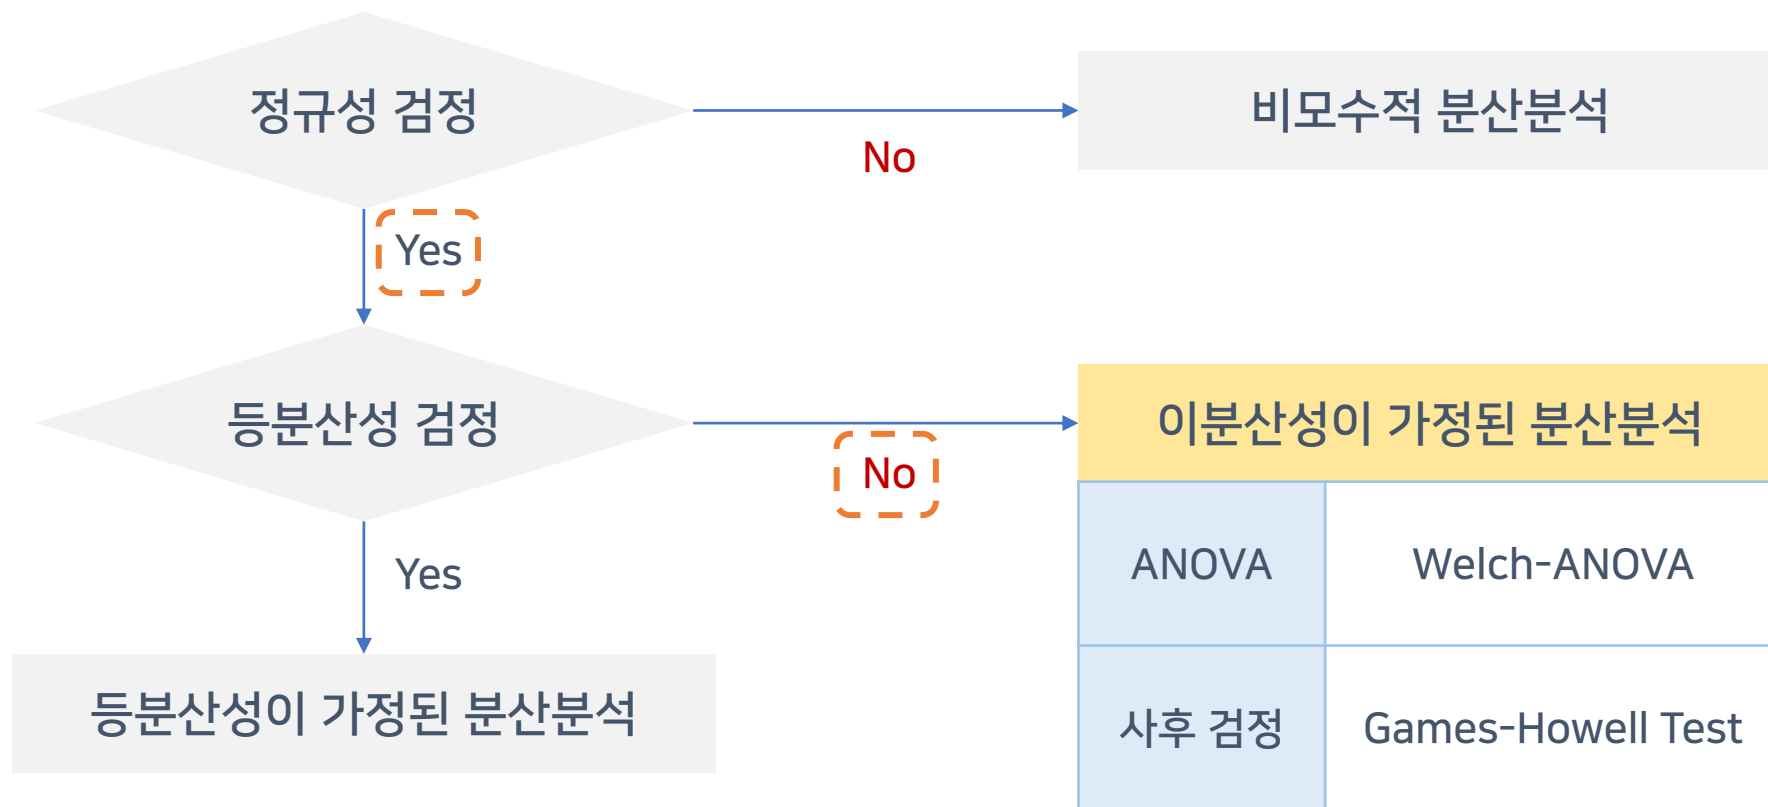 정규성 검정
No
비모수적 분산분석
Yes
등분산성 검정
No
이분산성이 가정된 분산분석
Yes
ANOVA
Welch-ANOVA
등분산성이 가정된 분산분석
사후 검정
Games-Howell Test